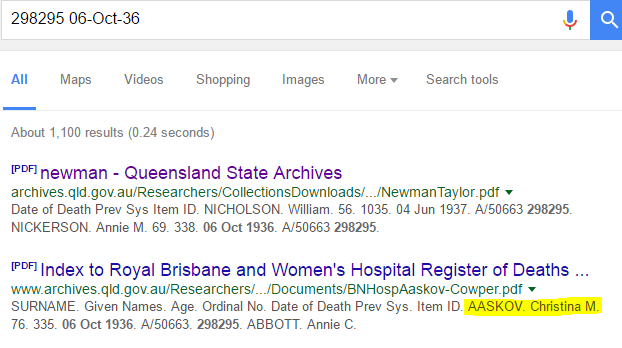 298295 06-Oct-36
All Maps Videos Shopping Images More Search tools
About 1,100 results (0.24 seconds)
[PDF] newman - Queensland State Archives
archives.qld.gov.au/Researchers/CollectionsDownloads/.../NewmanTaylor.pdf
Date of Death Prev Sys Item ID. NICHOLSON. William. 56. 1035. 04 Jun 1937. A/50663 298295.
NICKERSON. Annie M. 69. 338. 06 Oct 1936. A/50663 298295.
[PDF] Index to Royal Brisbane and Women's Hospital Register of Deaths ...
www.archives.qld.gov.au/Researchers/.../Documents/BNHospAaskov-Cowper.pdf
SURNAME. Given Names. Age. Ordinal No. Date of Death Prev Sys. Item ID. AASKOV. Christina M.
76. 335. 06 Oct 1936. A/50663. 298295. ABBOTT. Annie C.